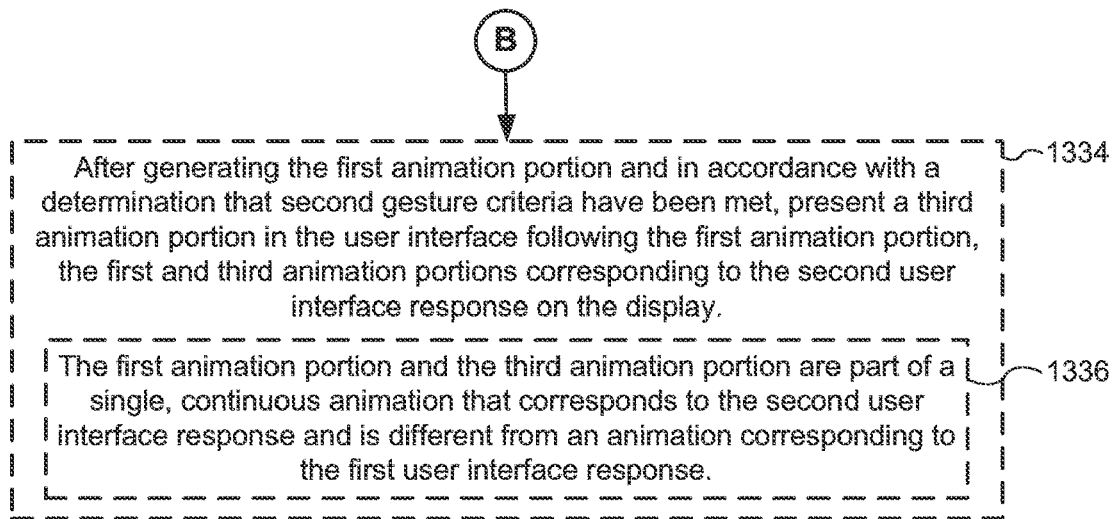 B
After generating the first animation portion and in accordance with a 1334
determination that second gesture criteria have been met, present a third
animation portion in the user interface following the first animation portion,
the first and third animation portions corresponding to the second user
interface response on the display.
The first animation portion and the third animation portion are part of a 1336
single, continuous animation that corresponds to the second user
interface response and is different from an animation corresponding to
the first user interface response.